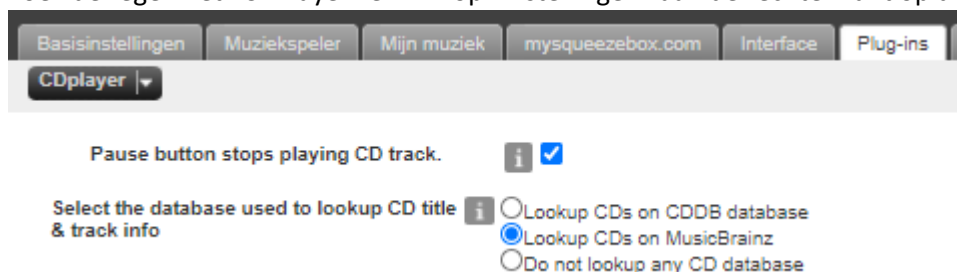 Basisinstellingen Muziekspeler Mijn muziek mysqueezebox.com Interface Plug-ins
CDplayer
Pause button stops playing CD track. i
Select the database used to lookup CD title i
& track info
Lookup CDs on CDDB database
Lookup CDs on MusicBrainz
Do not lookup any CD database